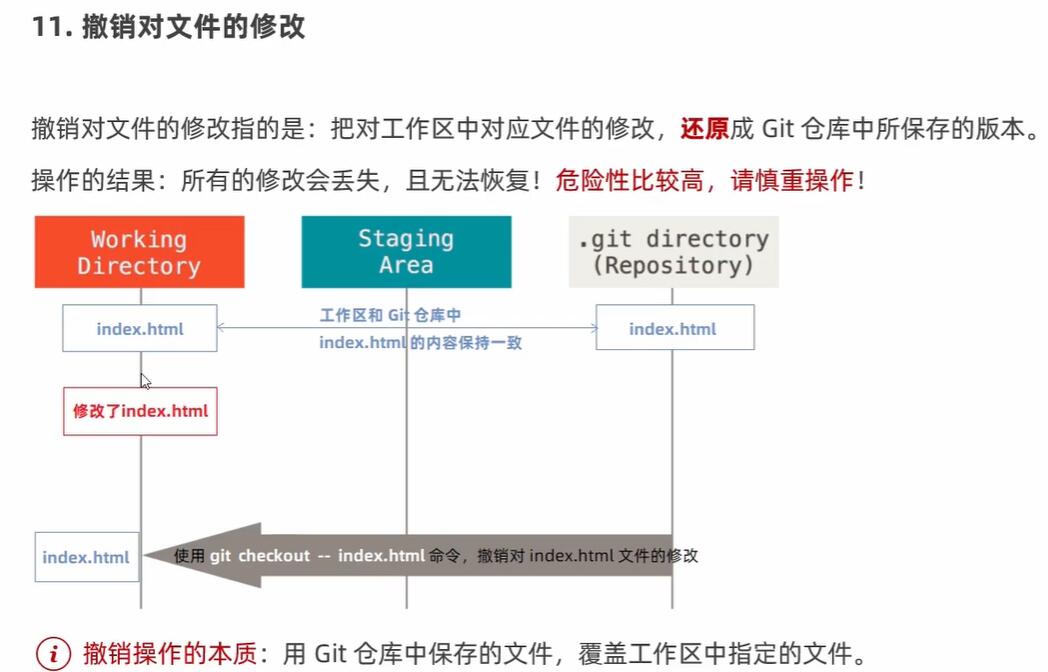 11. 撤销对文件的修改
撤销对文件的修改指的是：把对工作区中对应文件的修改，还原成 Git 仓库中所保存的版本。
操作的结果：所有的修改会丢失，且无法恢复！危险性比较高，请慎重操作！
Working
Directory
Staging
Area
.git directory
(Repository)
index.html
工作区和 Git 仓库中
index.html 的内容保持一致
index.html
修改了index.html
index.html
使用 git checkout -- index.html 命令，撤销对 index.html 文件的修改
i 撤销操作的本质：用 Git 仓库中保存的文件，覆盖工作区中指定的文件。